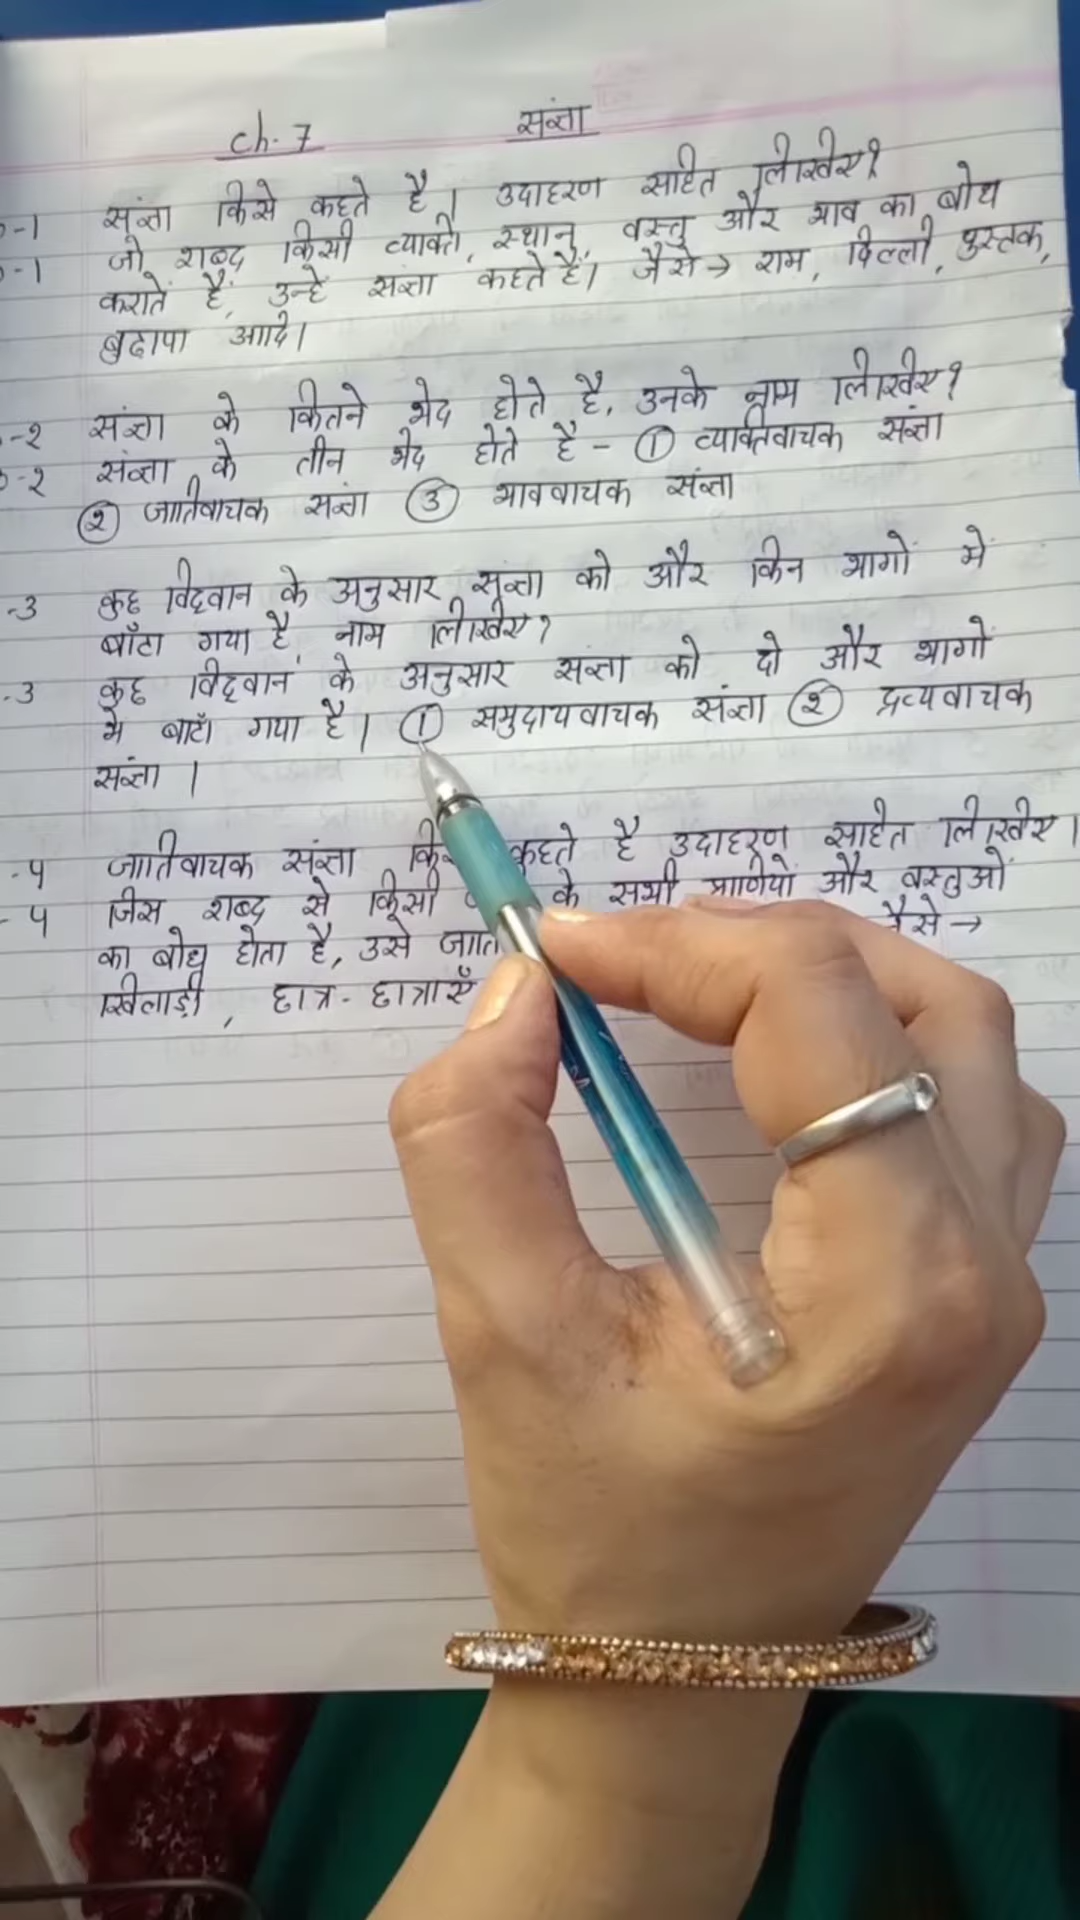 ch. 7 संज्ञा
-1 संज्ञा किसे कहते है । उदाहरण सहित लिखिए?
-1 जो शब्द किसी व्यक्ति, स्थान, वस्तु और भाव का बोध
कराते हैं, उन्हें संज्ञा कहते हैं। जैसे → राम, दिल्ली, पुस्तक,
बुढापा आदि।
-२ संज्ञा के कितने भेद होते है, उनके नाम लिखिए?
-२ संज्ञा के तीन भेद होते है - ① व्यक्तिवाचक संज्ञा
② जातिवाचक संज्ञा ③ भाववाचक संज्ञा
-3 कुछ विद्वान के अनुसार संज्ञा को और किन भागों में
बाँटा गया है, नाम लिखिए?
-3 कुछ विद्वान के अनुसार संज्ञा को दो और भागों
मे बाटाँ गया है। ① समुदायवाचक संज्ञा ② द्रव्यवाचक
संज्ञा ।
-4 जातिवाचक संज्ञा कहते है उदाहरण सहित लिखिए।
-4 जिस शब्द से किसी के सभी प्राणियों और वस्तुओं
का बोध होता है, उसे जैसे →
खिलाड़ी, छात्र - छात्राएँ